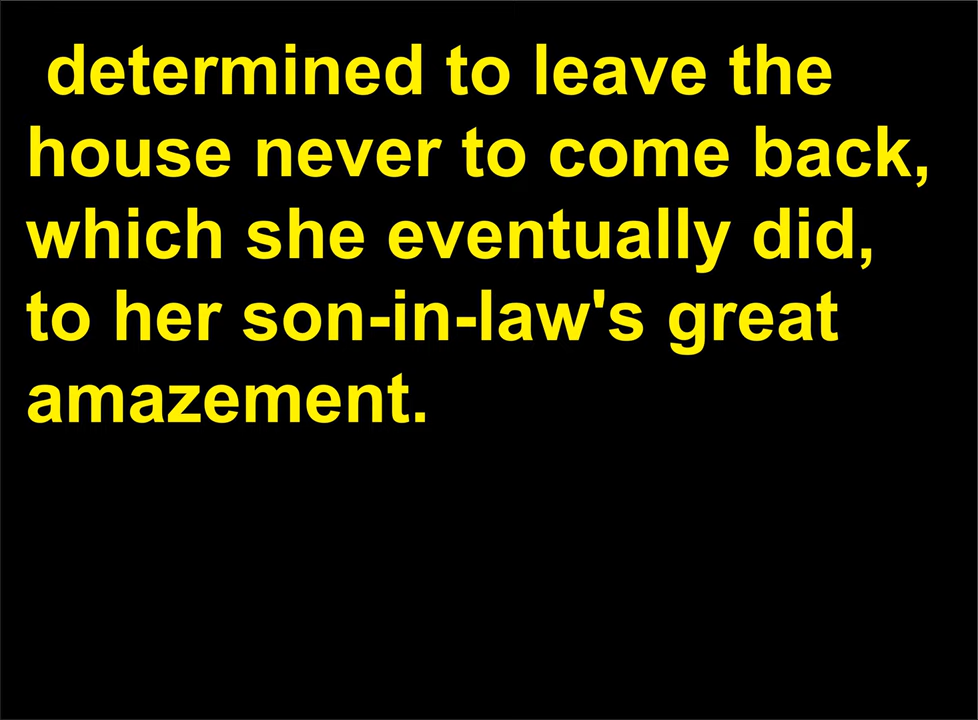 determined to leave the
house never to come back,
which she eventually did,
to her son-in-law's great
amazement.